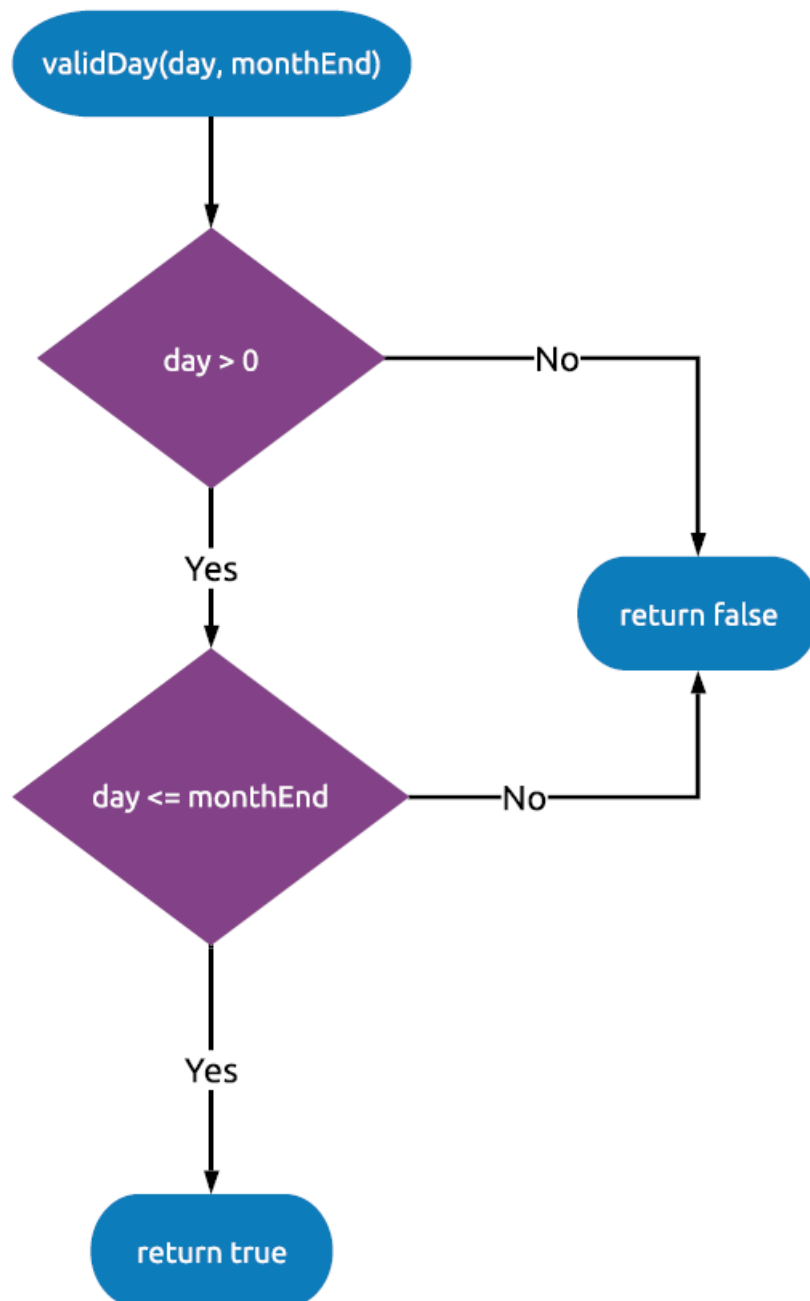 validDay(day, monthEnd)
day > 0
No
Yes
return false
day <= monthEnd
No
Yes
return true